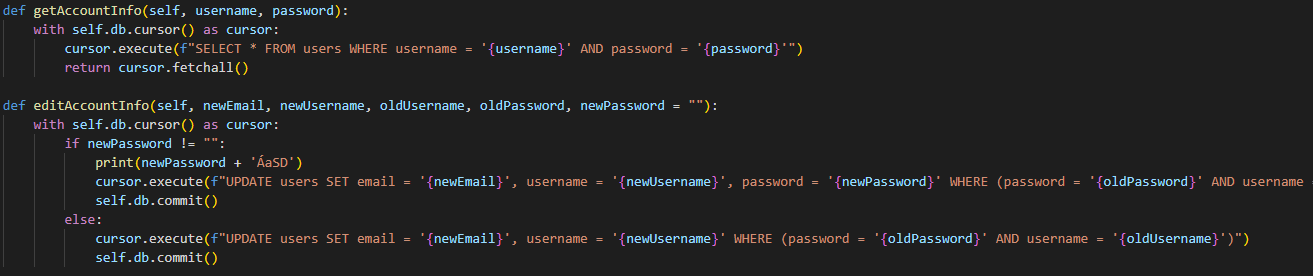 def getAccountInfo(self, username, password):
    with self.db.cursor() as cursor:
        cursor.execute(f"SELECT * FROM users WHERE username = '{username}' AND password = '{password}'")
        return cursor.fetchall()

def editAccountInfo(self, newEmail, newUsername, oldUsername, oldPassword, newPassword = ""):
    with self.db.cursor() as cursor:
        if newPassword != "":
            print(newPassword + 'ÁaSD')
            cursor.execute(f"UPDATE users SET email = '{newEmail}', username = '{newUsername}', password = '{newPassword}' WHERE (password = '{oldPassword}' AND username =
            self.db.commit()
        else:
            cursor.execute(f"UPDATE users SET email = '{newEmail}', username = '{newUsername}' WHERE (password = '{oldPassword}' AND username = '{oldUsername}')")
            self.db.commit()